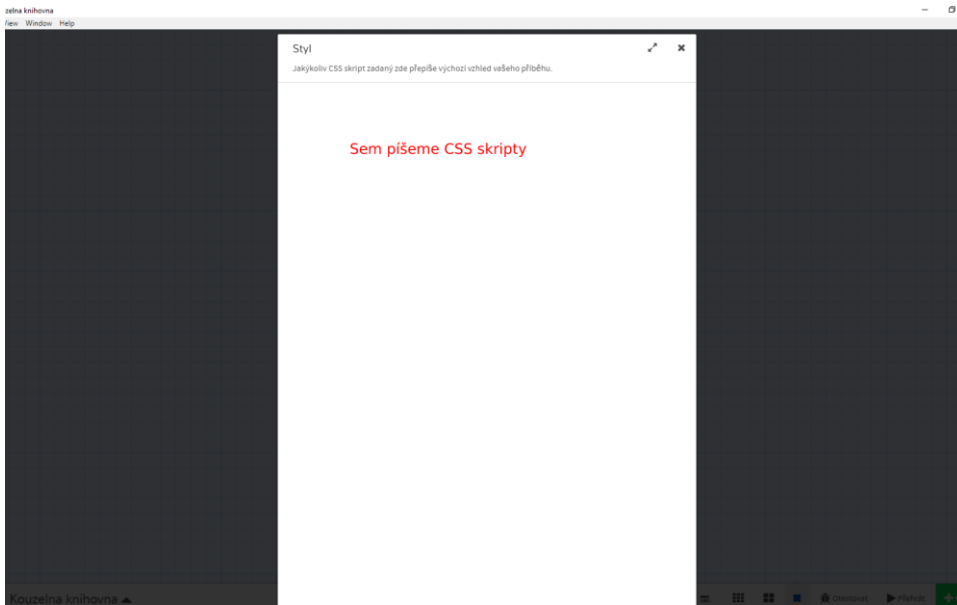 zelna knihovna
View Window Help
Styl
Jakýkoliv CSS skript zadaný zde přepíše výchozí vzhled vašeho příběhu.
Sem píšeme CSS skripty
Kouzelna knihovna
Otestovat
Přehrát